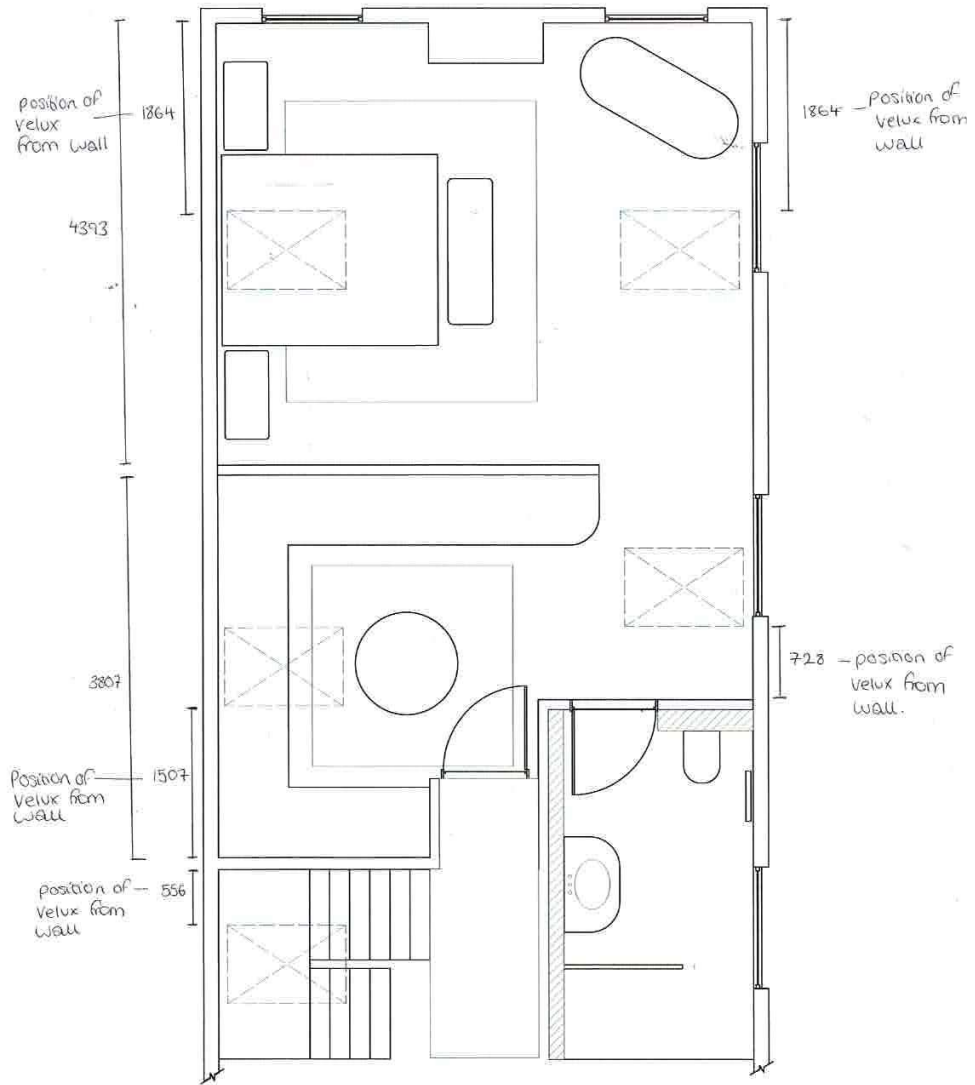 position of
velux
from wall
1864
4393
1864 - Position of
velux from
wall
3807
728 - position of
velux from
wall.
Position of
velux from
wall
1507
position of - 556
velux from
wall